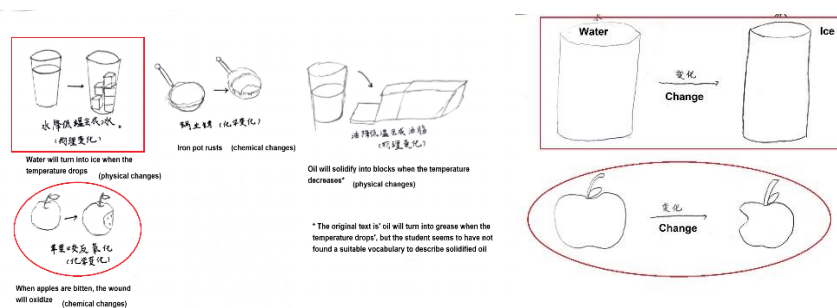 水降低温变成冰。
(物理变化)
Water will turn into ice when the
temperature drops (physical changes)
锅生锈 (化学变化)
Iron pot rusts (chemical changes)
油降低温变成油脂
(物理变化)
Oil will solidify into blocks when the temperature
decreases* (physical changes)
苹果咬后氧化
(化学变化)
When apples are bitten, the wound
will oxidize (chemical changes)
* The original text is' oil will turn into grease when the
temperature drops', but the student seems to have not
found a suitable vocabulary to describe solidified oil
水
Water
Ice
变化
Change
变化
Change